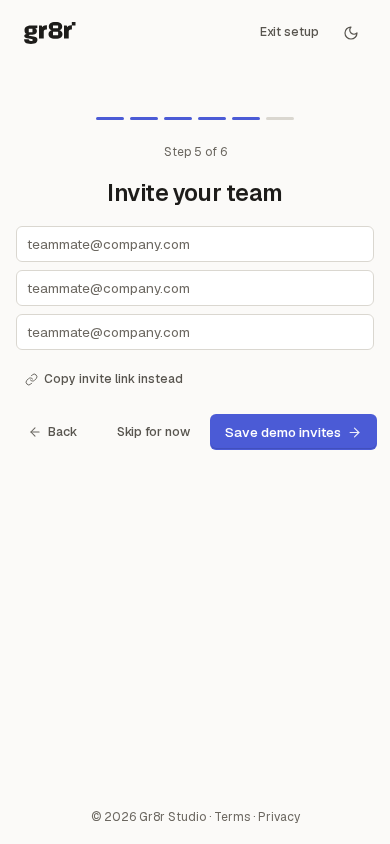 gr8r
Exit setup
Step 5 of 6
Invite your team
teammate@company.com
teammate@company.com
teammate@company.com
Copy invite link instead
Back
Skip for now
Save demo invites
© 2026 Gr8r Studio · Terms · Privacy